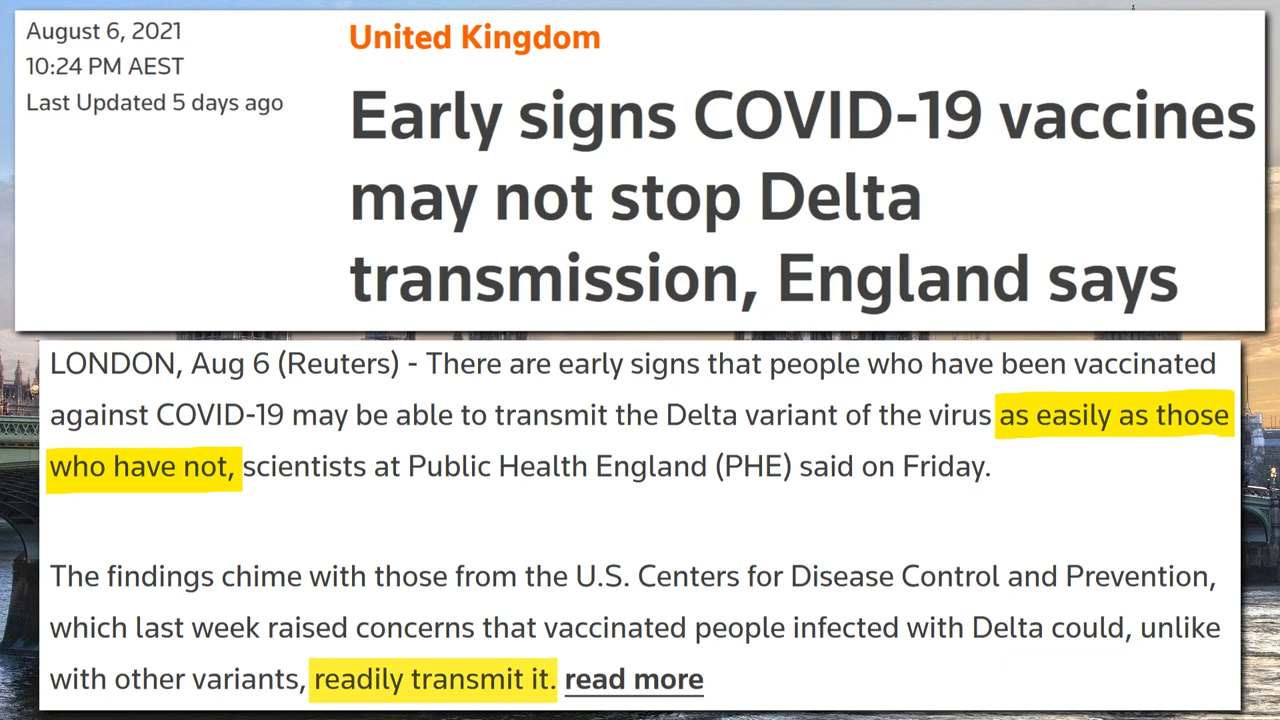 August 6, 2021
10:24 PM AEST
Last Updated 5 days ago
United Kingdom
Early signs COVID-19 vaccines
may not stop Delta
transmission, England says
LONDON, Aug 6 (Reuters) - There are early signs that people who have been vaccinated
against COVID-19 may be able to transmit the Delta variant of the virus as easily as those
who have not, scientists at Public Health England (PHE) said on Friday.
The findings chime with those from the U.S. Centers for Disease Control and Prevention,
which last week raised concerns that vaccinated people infected with Delta could, unlike
with other variants, readily transmit it. read more